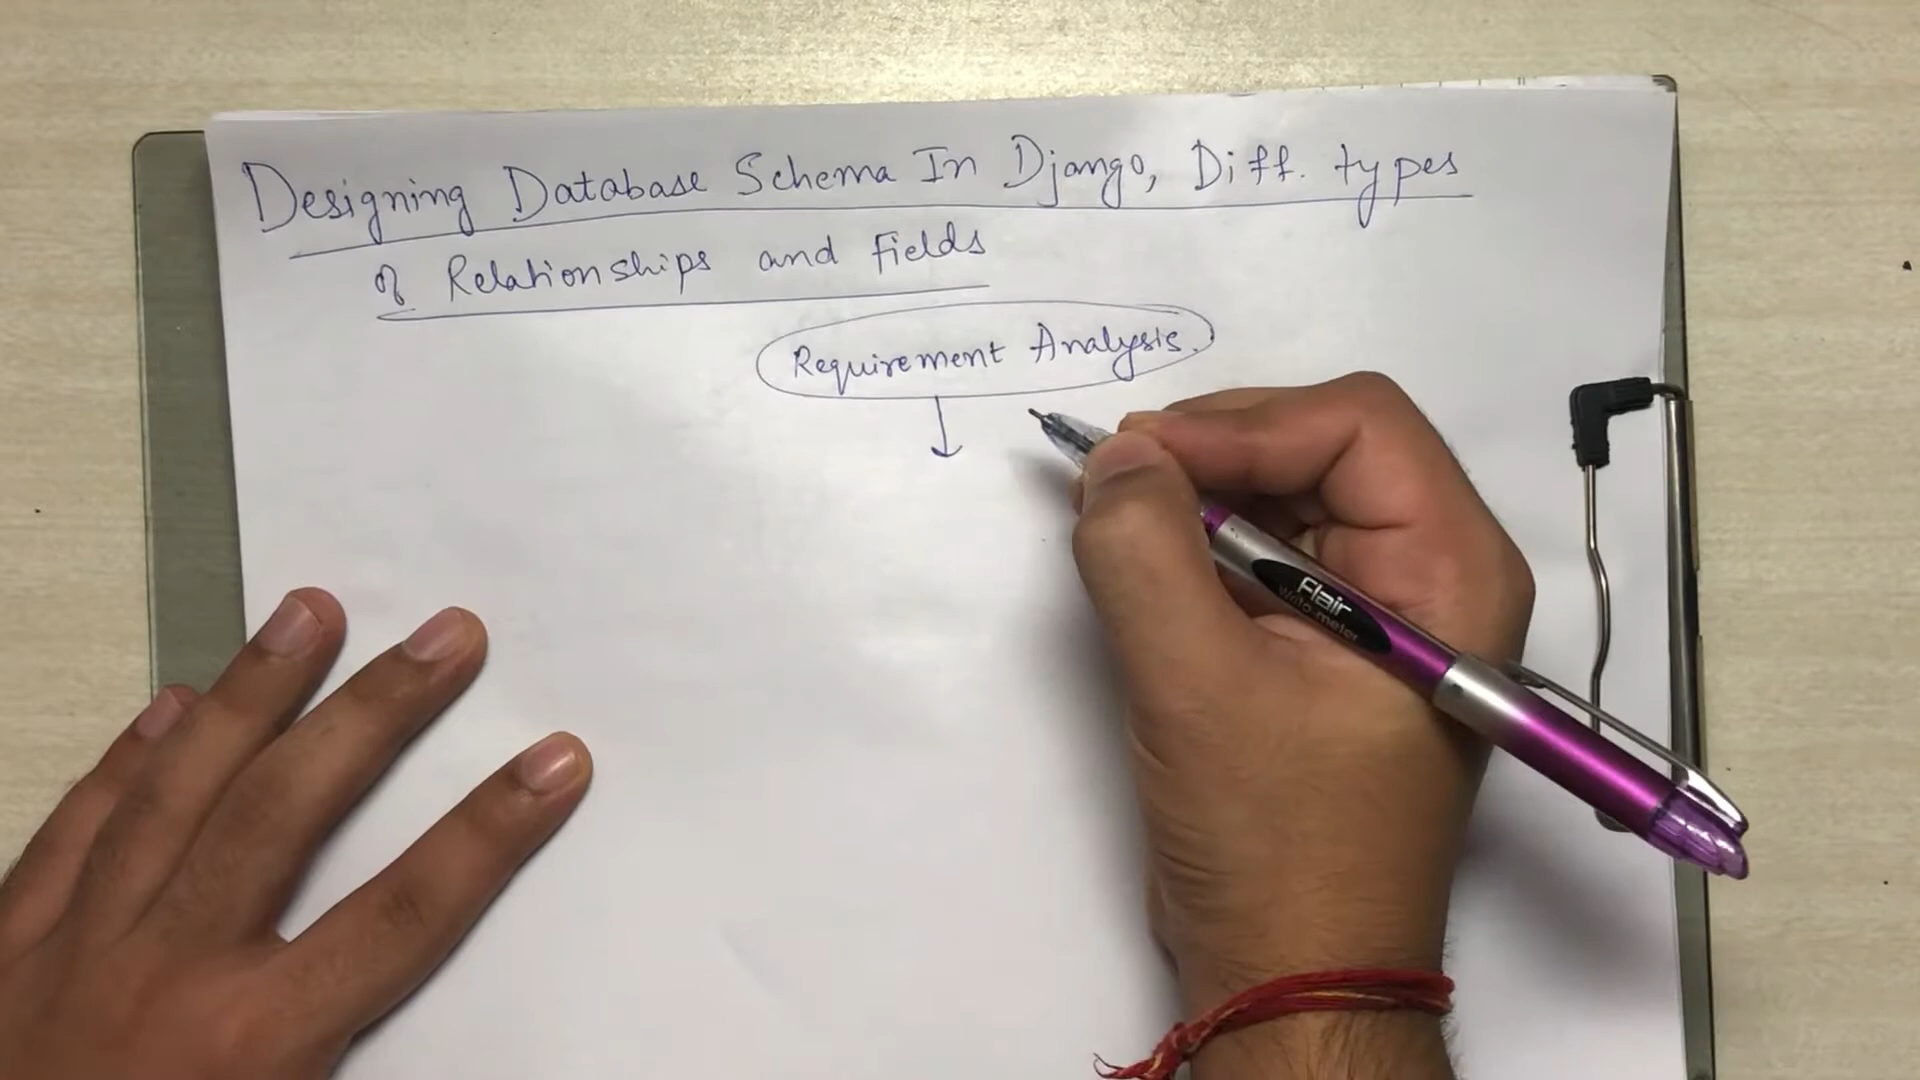 Designing Database Schema In Django, Diff. types
of Relationships and fields
Requirement Analysis.
Flair
Writo-meter